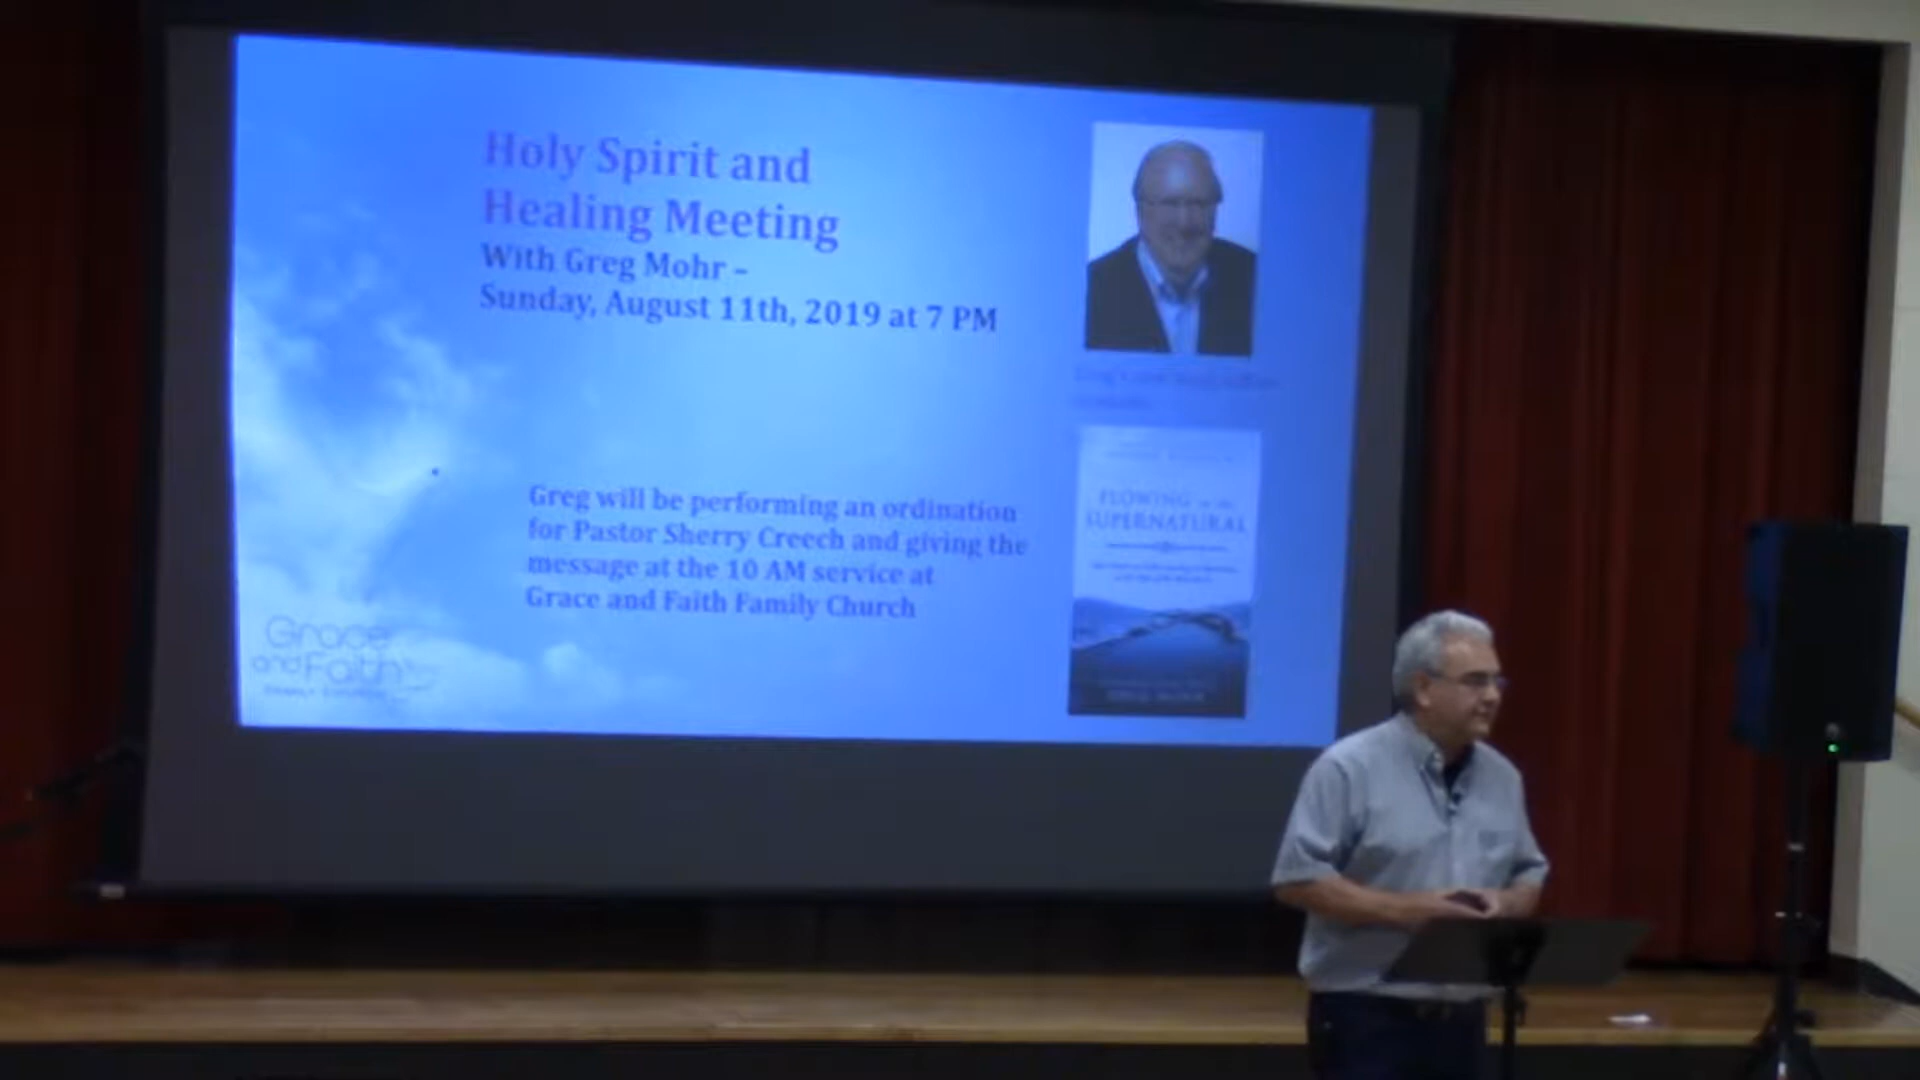 Holy Spirit and
Healing Meeting
With Greg Mohr –
Sunday, August 11th, 2019 at 7 PM
Greg will be performing an ordination
for Pastor Sherry Creech and giving the
message at the 10 AM service at
Grace and Faith Family Church
FLOWING in the
SUPERNATURAL
Grace
and Faith